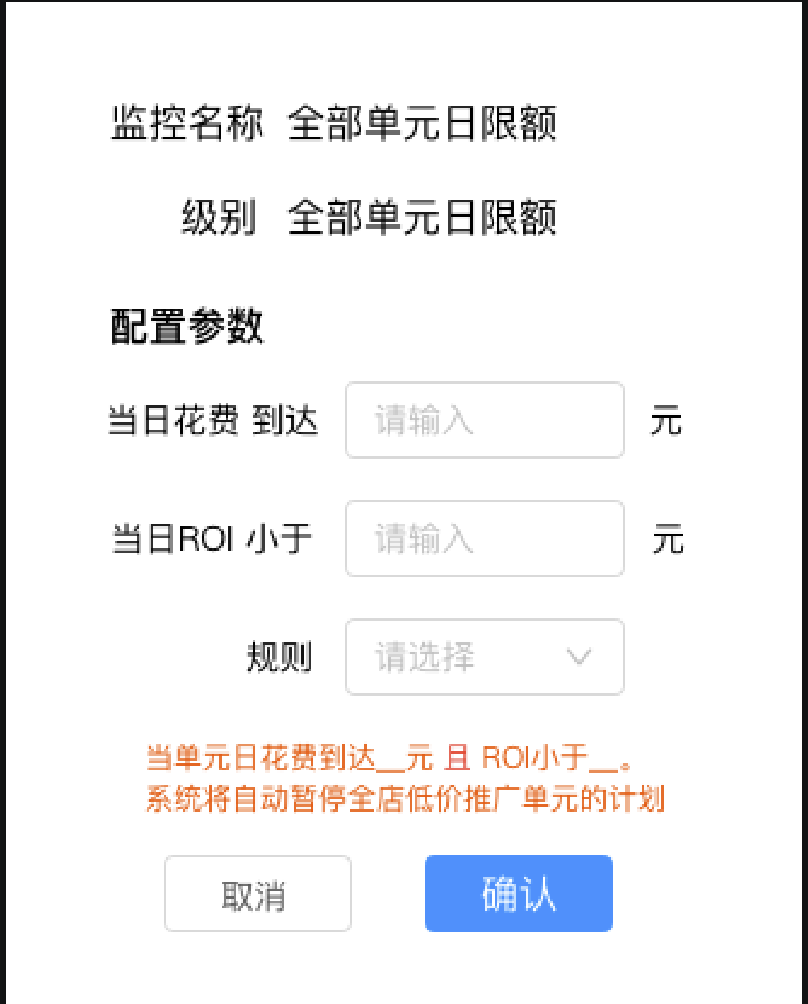 监控名称 全部单元日限额
级别 全部单元日限额
配置参数
当日花费 到达 请输入 元
当日ROI 小于 请输入 元
规则 请选择
当单元日花费到达__元 且 ROI小于__。
系统将自动暂停全店低价推广单元的计划
取消 确认